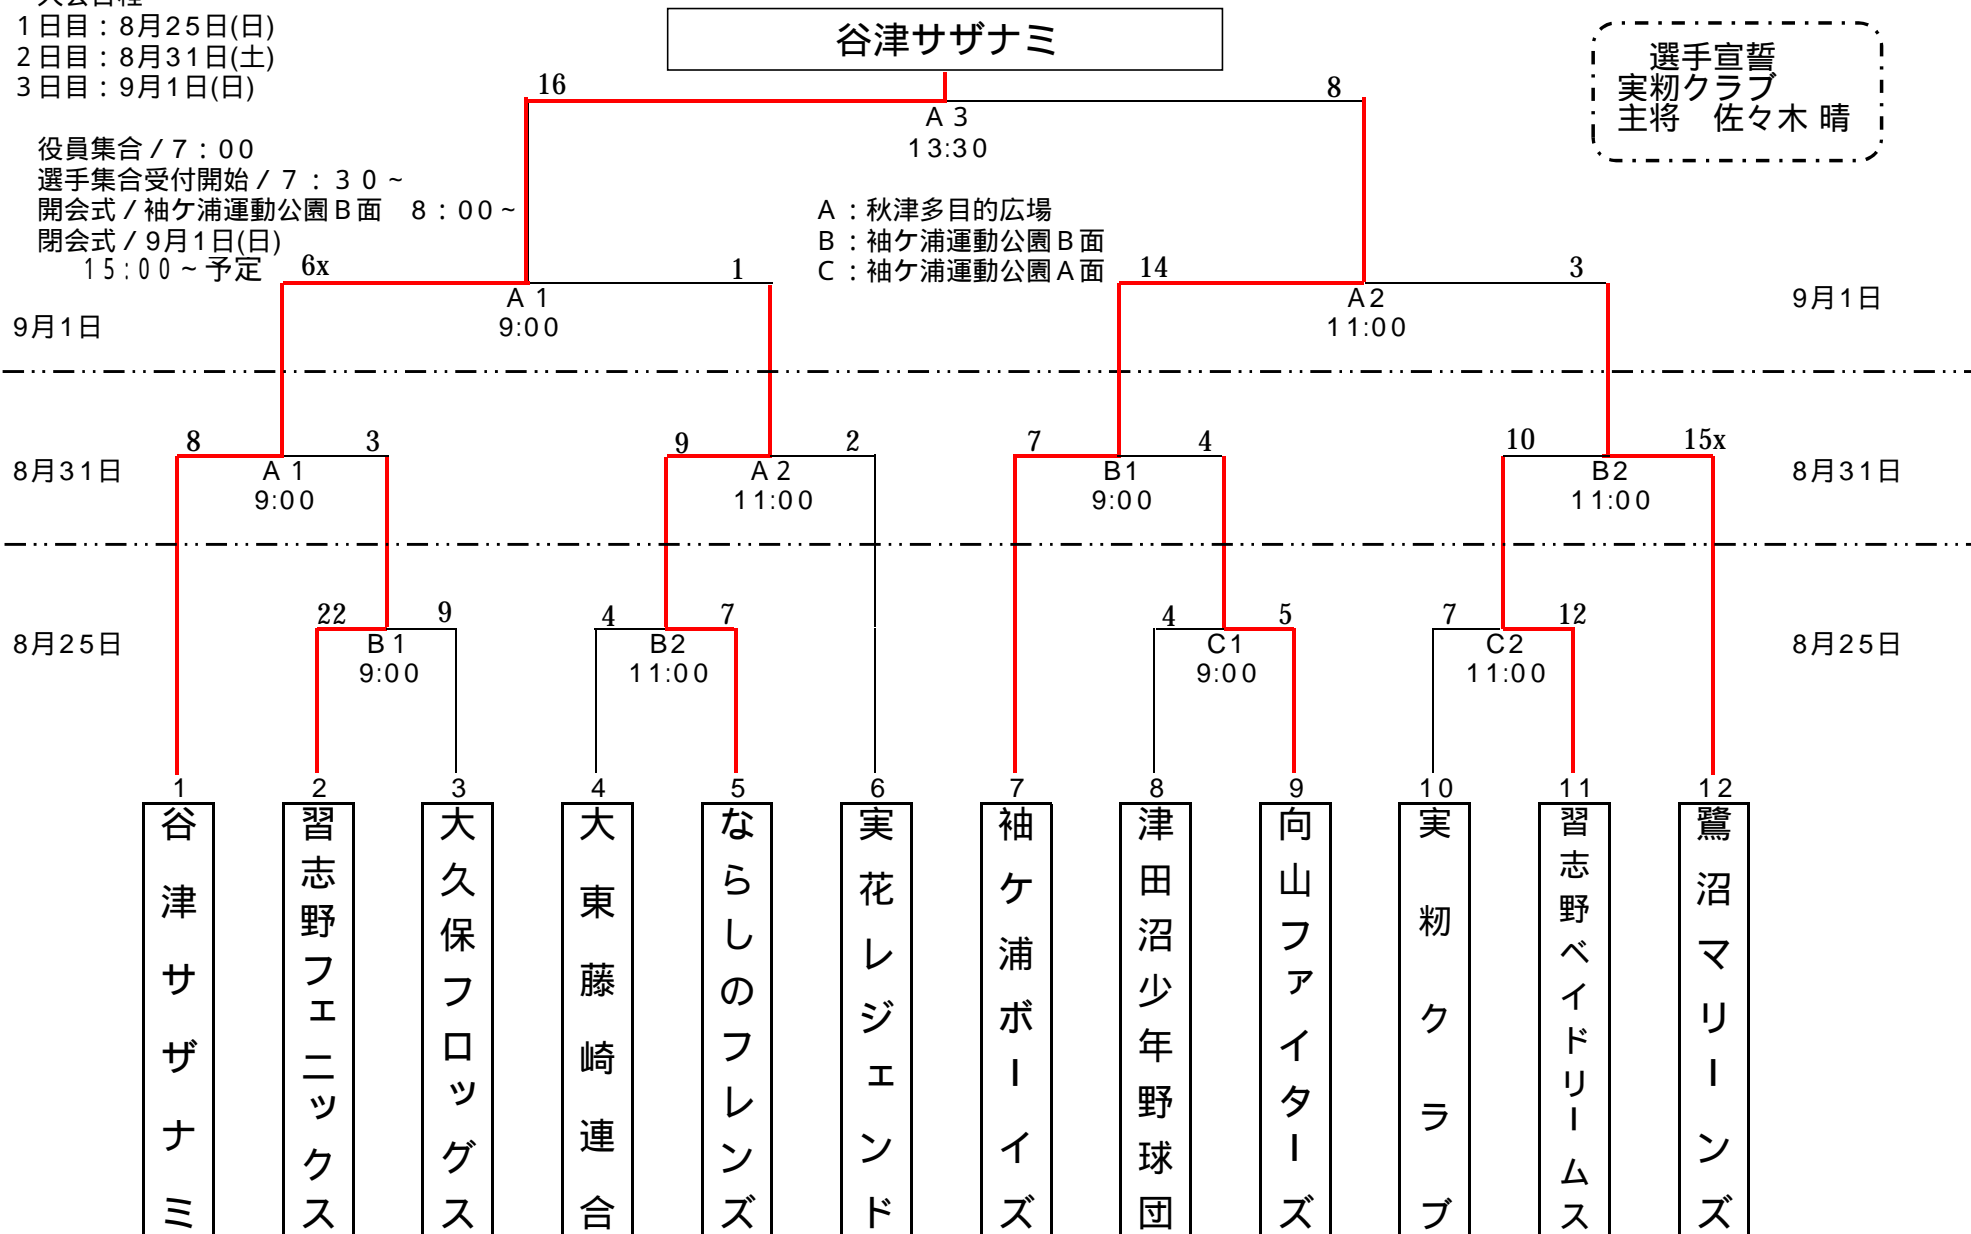 1日目：8月25日(日)
2日目：8月31日(土)
3日目：9月1日(日)
谷津サザナミ
選手宣誓
実籾クラブ
主将　佐々木 晴
16
8
A 3
13:30
役員集合 / 7：00
選手集合受付開始 / 7：30 ~
開会式 / 袖ケ浦運動公園Ｂ面　8：00 ~
閉会式 / 9月1日(日)
15:00 ~ 予定
A：秋津多目的広場
B：袖ケ浦運動公園Ｂ面
C：袖ケ浦運動公園Ａ面
6x
1
14
3
9月1日
A 1
9:00
A2
11:00
9月1日
8
3
9
2
7
4
10
15x
8月31日
A 1
9:00
A 2
11:00
B1
9:00
B2
11:00
8月31日
22
9
4
7
4
5
7
12
8月25日
B 1
9:00
B2
11:00
C1
9:00
C2
11:00
8月25日
1
2
3
4
5
6
7
8
9
10
11
12
谷津サザナミ
習志野フェニックス
大久保フロッグス
大東藤崎連合
ならしのフレンズ
実花レジェンド
袖ケ浦ボーイズ
津田沼少年野球団
向山ファイターズ
実籾クラブ
習志野ベイドリームス
鷺沼マリーンズ